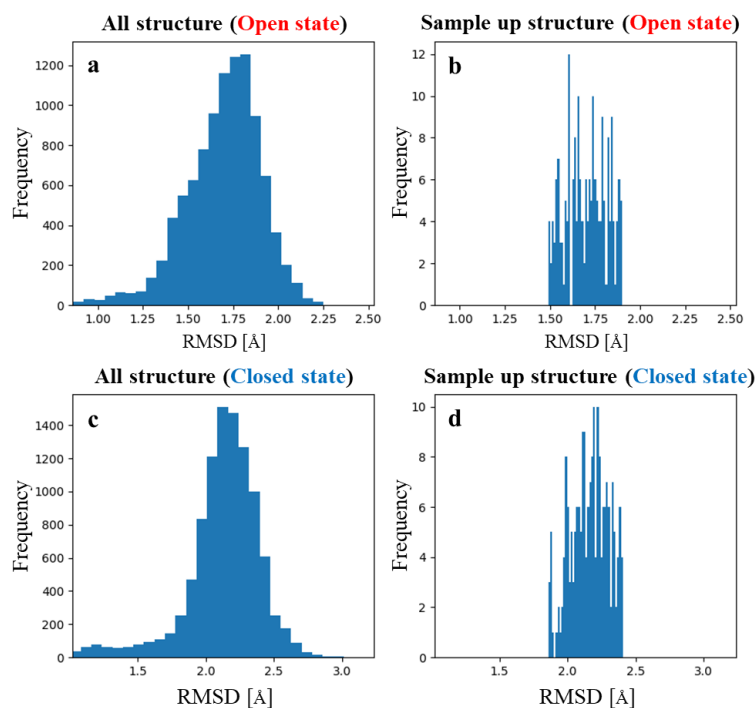 All structure (Open state)
a
Frequency
1200
1000
800
600
400
200
0
1.00 1.25 1.50 1.75 2.00 2.25 2.50
RMSD [Å]
Sample up structure (Open state)
b
Frequency
12
10
8
6
4
2
0
1.00 1.25 1.50 1.75 2.00 2.25 2.50
RMSD [Å]
All structure (Closed state)
c
Frequency
1400
1200
1000
800
600
400
200
0
1.5 2.0 2.5 3.0
RMSD [Å]
Sample up structure (Closed state)
d
Frequency
10
8
6
4
2
0
1.5 2.0 2.5 3.0
RMSD [Å]